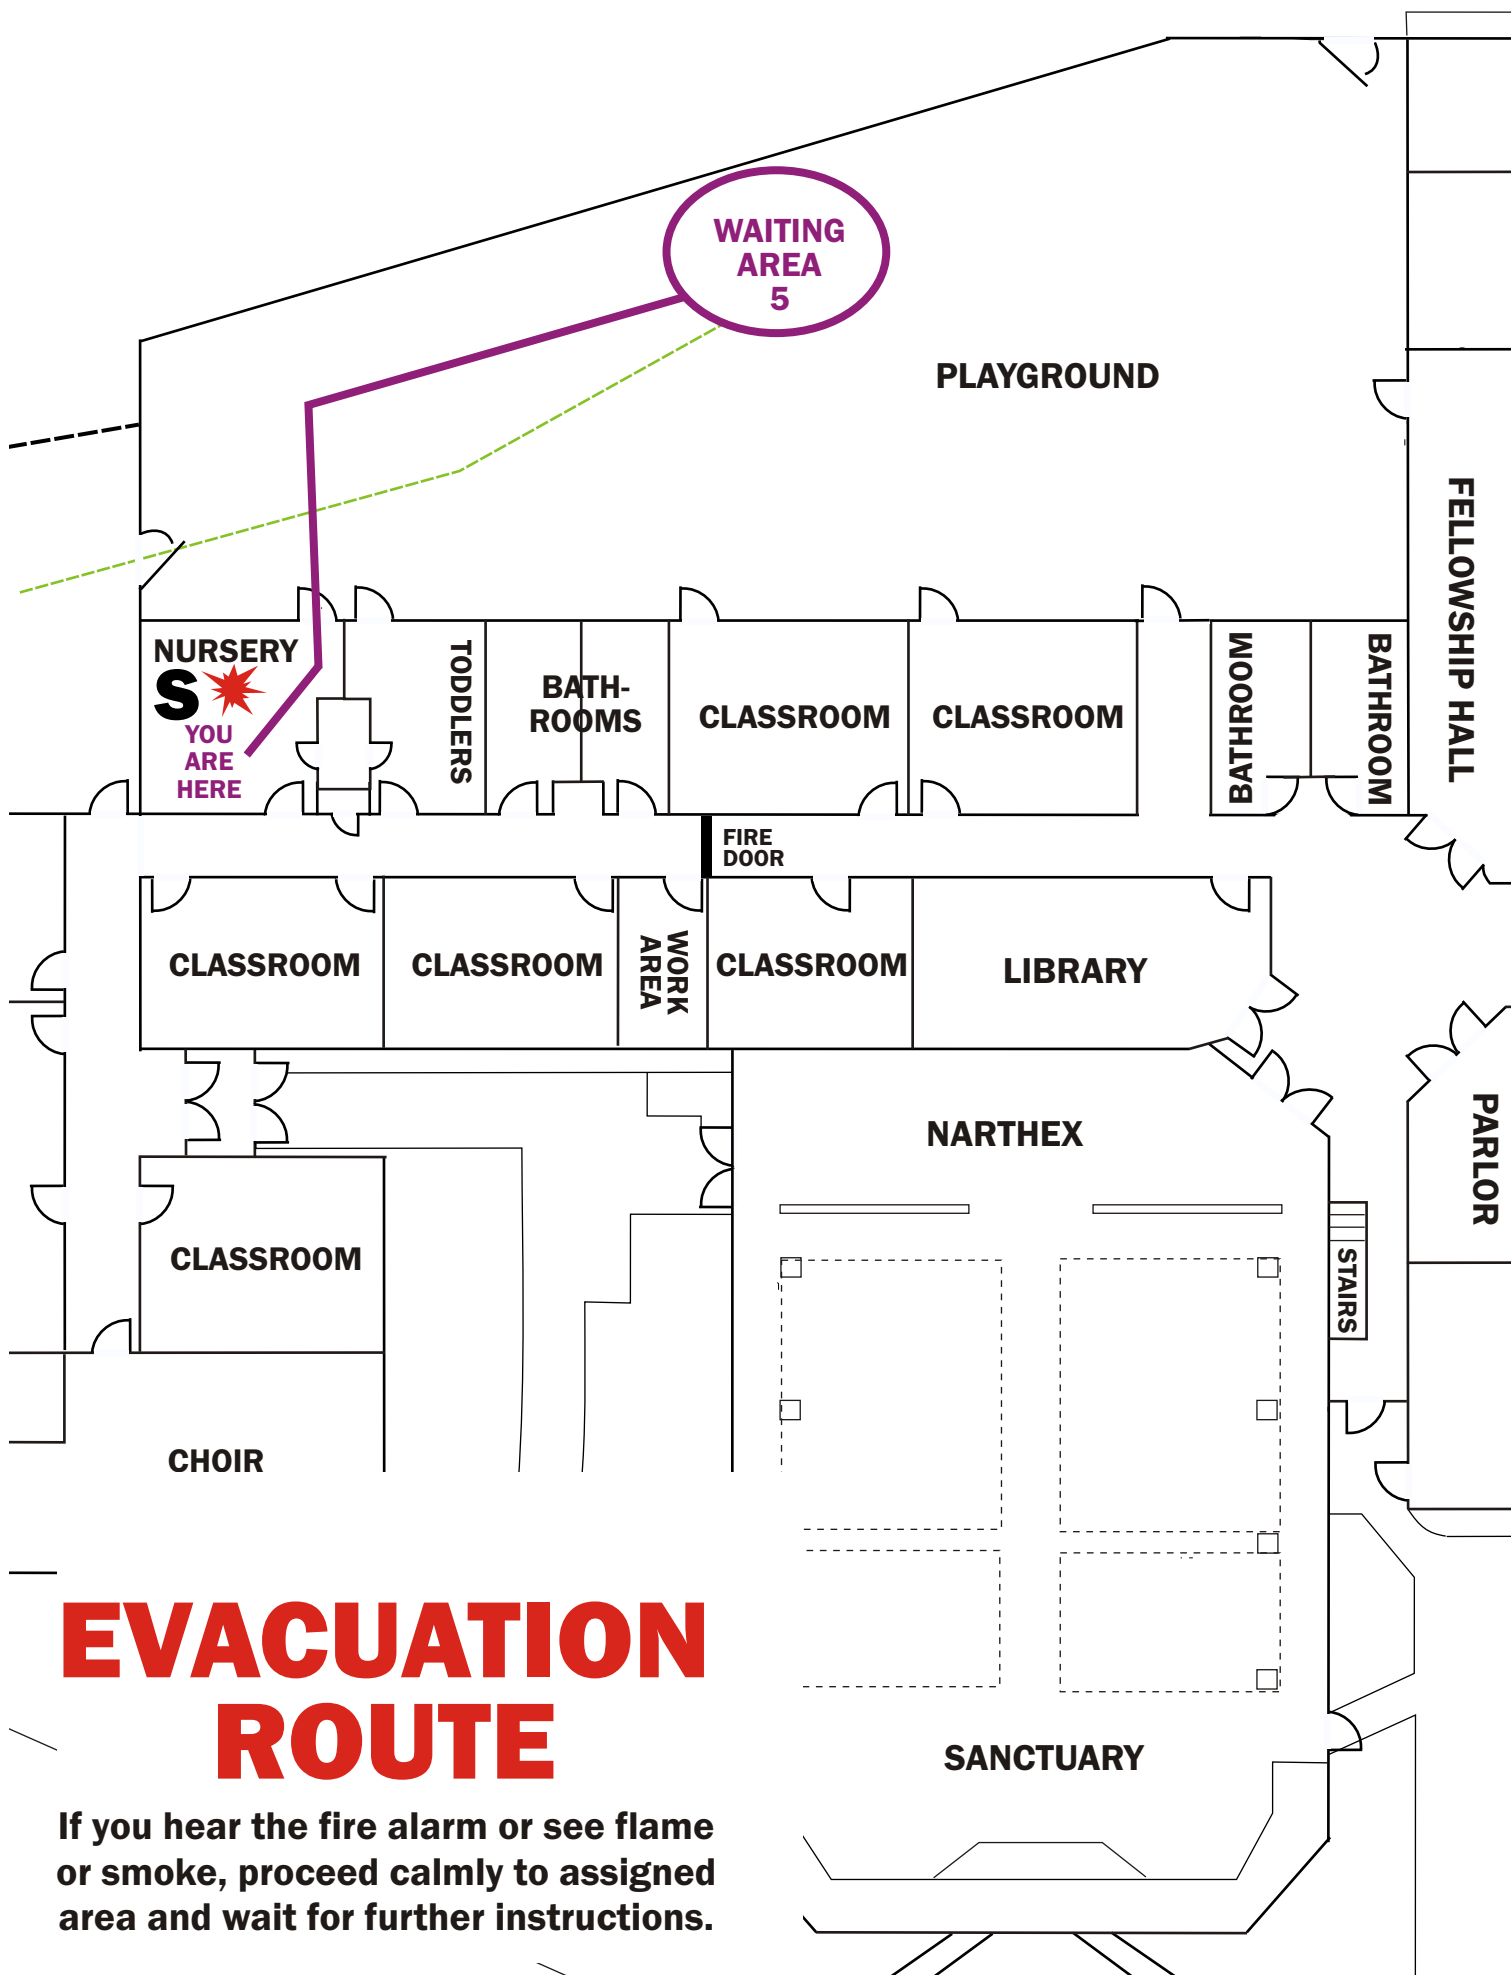 WAITING
AREA
5
PLAYGROUND
FELLOWSHIP HALL
NURSERY
S
YOU
ARE
HERE
TODDLERS
BATH-
ROOMS
CLASSROOM
CLASSROOM
BATHROOM
BATHROOM
FIRE
DOOR
CLASSROOM
CLASSROOM
WORK
AREA
CLASSROOM
LIBRARY
NARTHEX
PARLOR
CLASSROOM
STAIRS
CHOIR
SANCTUARY
EVACUATION
ROUTE
If you hear the fire alarm or see flame
or smoke, proceed calmly to assigned
area and wait for further instructions.